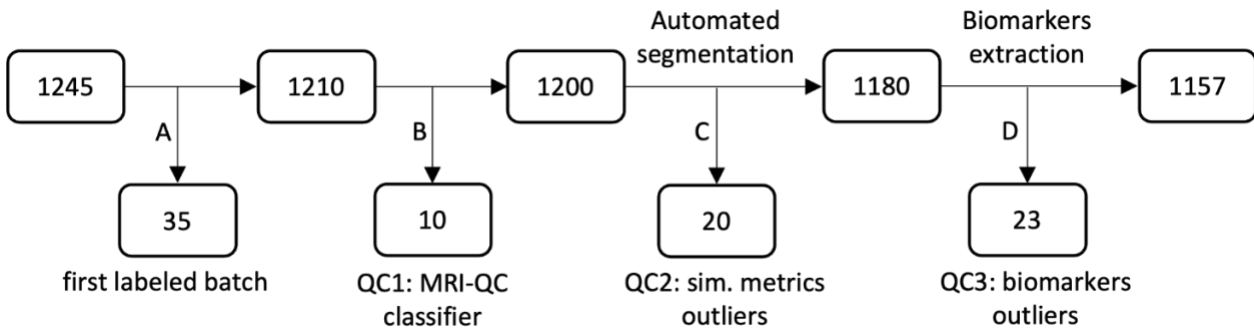 Automated
segmentation
Biomarkers
extraction
1245
1210
1200
1180
1157
A
B
C
D
35
10
20
23
first labeled batch
QC1: MRI-QC
classifier
QC2: sim. metrics
outliers
QC3: biomarkers
outliers